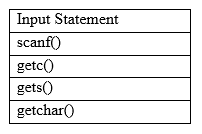 Input Statement
scanf()
getc()
gets()
getchar()